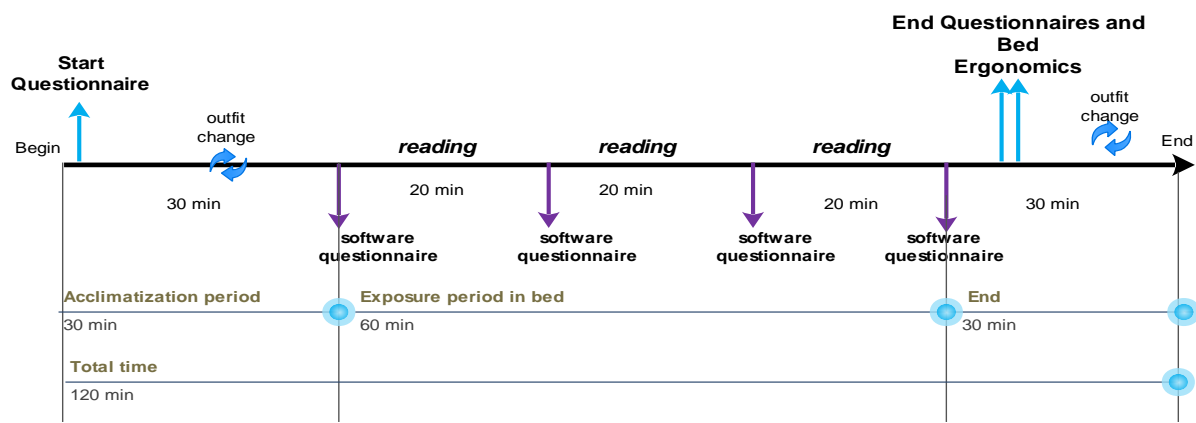 End Questionnaires and
Bed
Ergonomics
Start
Questionnaire
outfit
change
outfit
change
Begin
reading
reading
reading
End
30 min
20 min
20 min
20 min
30 min
software
questionnaire
software
questionnaire
software
questionnaire
software
questionnaire
Acclimatization period
Exposure period in bed
End
30 min
60 min
30 min
Total time
120 min